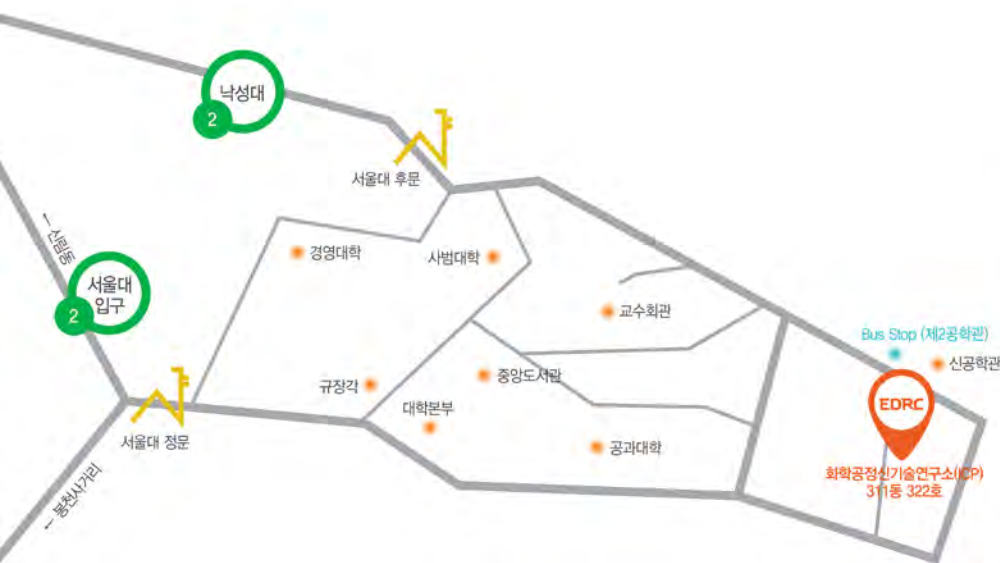 낙성대
2
서울대 후문
← 신림동
경영대학
사범대학
서울대
입구
2
교수회관
Bus Stop (제2공학관)
신공학관
규장각
중앙도서관
EDRC
대학본부
서울대 정문
공과대학
화학공정신기술연구소(ICP)
311동 322호
← 봉천사거리